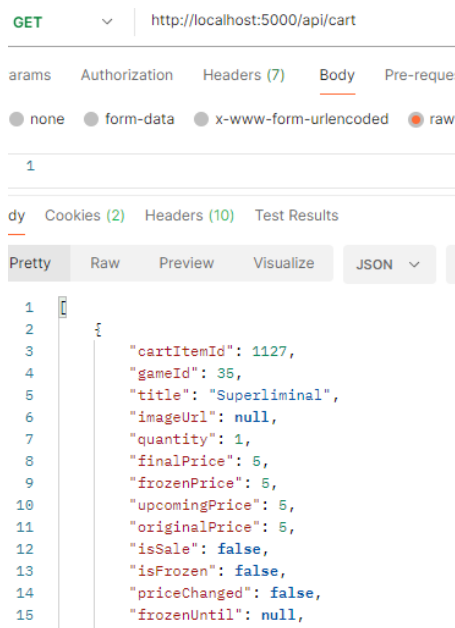 GET http://localhost:5000/api/cart
arams Authorization Headers (7) Body Pre-reque
none form-data x-www-form-urlencoded raw
1
dy Cookies (2) Headers (10) Test Results
Pretty Raw Preview Visualize JSON
1 [
2 {
3 "cartItemId": 1127,
4 "gameId": 35,
5 "title": "Superliminal",
6 "imageUrl": null,
7 "quantity": 1,
8 "finalPrice": 5,
9 "frozenPrice": 5,
10 "upcomingPrice": 5,
11 "originalPrice": 5,
12 "isSale": false,
13 "isFrozen": false,
14 "priceChanged": false,
15 "frozenUntil": null,